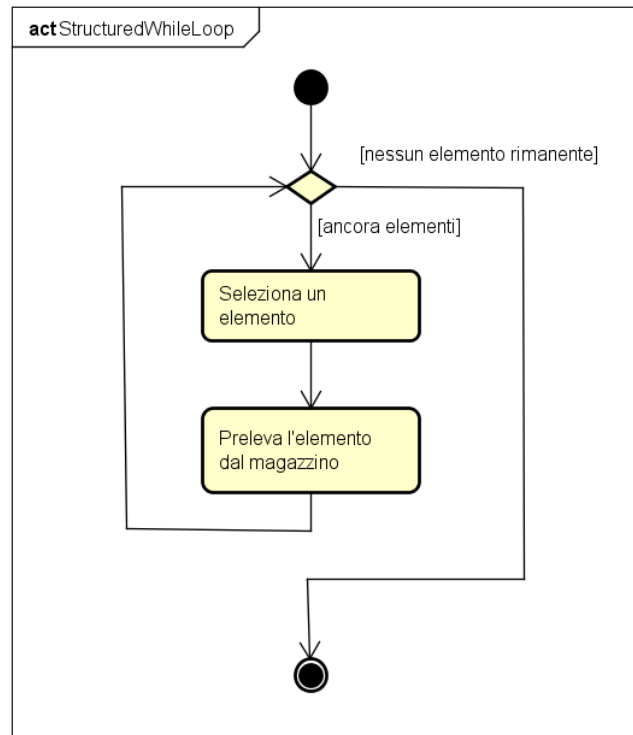 act StructuredWhileLoop
[nessun elemento rimanente]
[ancora elementi]
Seleziona un
elemento
Preleva l'elemento
dal magazzino